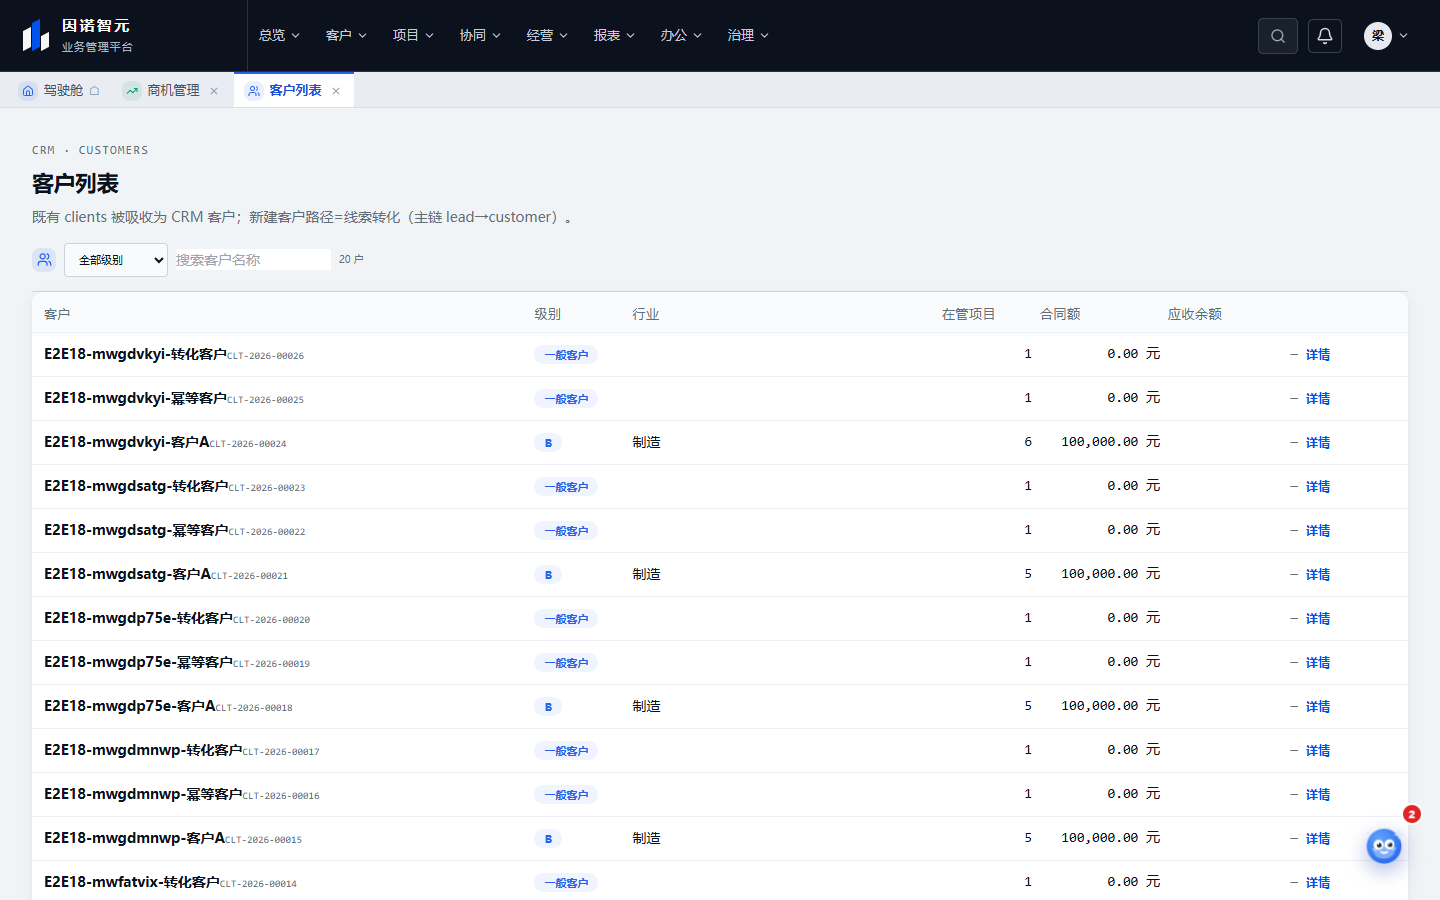 因诺智元
业务管理平台
总览 客户 项目 协同 经营 报表 办公 治理
梁
驾驶舱 商机管理 × 客户列表 ×
CRM · CUSTOMERS
客户列表
既有 clients 被吸收为 CRM 客户；新建客户路径=线索转化（主链 lead→customer）。
全部级别 搜索客户名称 20 户
客户 级别 行业 在管项目 合同额 应收余额
E2E18-mwgdvkyi-转化客户CLT-2026-00026 一般客户 1 0.00 元 — 详情
E2E18-mwgdvkyi-幂等客户CLT-2026-00025 一般客户 1 0.00 元 — 详情
E2E18-mwgdvkyi-客户ACLT-2026-00024 B 制造 6 100,000.00 元 — 详情
E2E18-mwgdsatg-转化客户CLT-2026-00023 一般客户 1 0.00 元 — 详情
E2E18-mwgdsatg-幂等客户CLT-2026-00022 一般客户 1 0.00 元 — 详情
E2E18-mwgdsatg-客户ACLT-2026-00021 B 制造 5 100,000.00 元 — 详情
E2E18-mwgdp75e-转化客户CLT-2026-00020 一般客户 1 0.00 元 — 详情
E2E18-mwgdp75e-幂等客户CLT-2026-00019 一般客户 1 0.00 元 — 详情
E2E18-mwgdp75e-客户ACLT-2026-00018 B 制造 5 100,000.00 元 — 详情
E2E18-mwgdmnwp-转化客户CLT-2026-00017 一般客户 1 0.00 元 — 详情
E2E18-mwgdmnwp-幂等客户CLT-2026-00016 一般客户 1 0.00 元 — 详情
2
E2E18-mwgdmnwp-客户ACLT-2026-00015 B 制造 5 100,000.00 元 — 详情
E2E18-mwfatvix-转化客户CLT-2026-00014 一般客户 1 0.00 元 — 详情